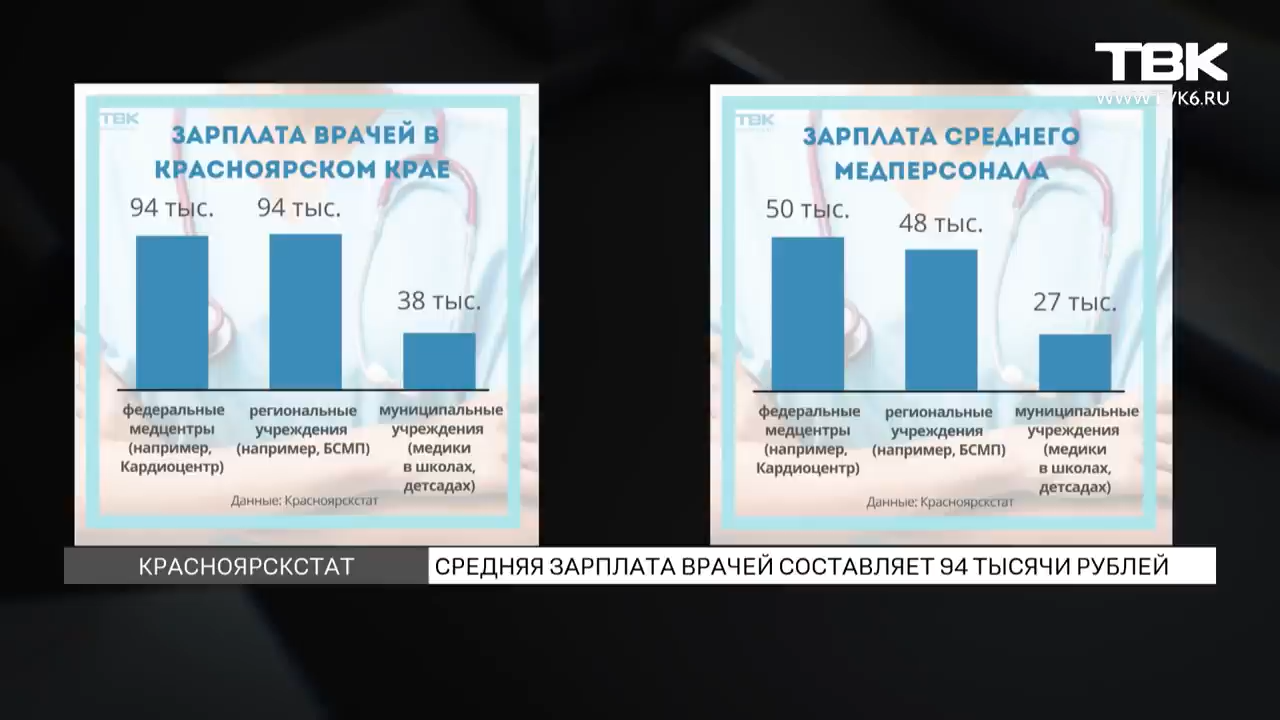 ТВК
WWW.TVK6.RU
ТВК
ЗАРПЛАТА ВРАЧЕЙ В
КРАСНОЯРСКОМ КРАЕ
94 тыс.
94 тыс.
38 тыс.
федеральные
медцентры
(например,
Кардиоцентр)
региональные
учреждения
(например, БСМП)
муниципальные
учреждения
(медики
в школах,
детсадах)
Данные: Красноярскстат
ТВК
ЗАРПЛАТА СРЕДНЕГО
МЕДПЕРСОНАЛА
50 тыс.
48 тыс.
27 тыс.
федеральные
медцентры
(например,
Кардиоцентр)
региональные
учреждения
(например, БСМП)
муниципальные
учреждения
(медики
в школах,
детсадах)
Данные: Красноярскстат
КРАСНОЯРСКСТАТ
СРЕДНЯЯ ЗАРПЛАТА ВРАЧЕЙ СОСТАВЛЯЕТ 94 ТЫСЯЧИ РУБЛЕЙ